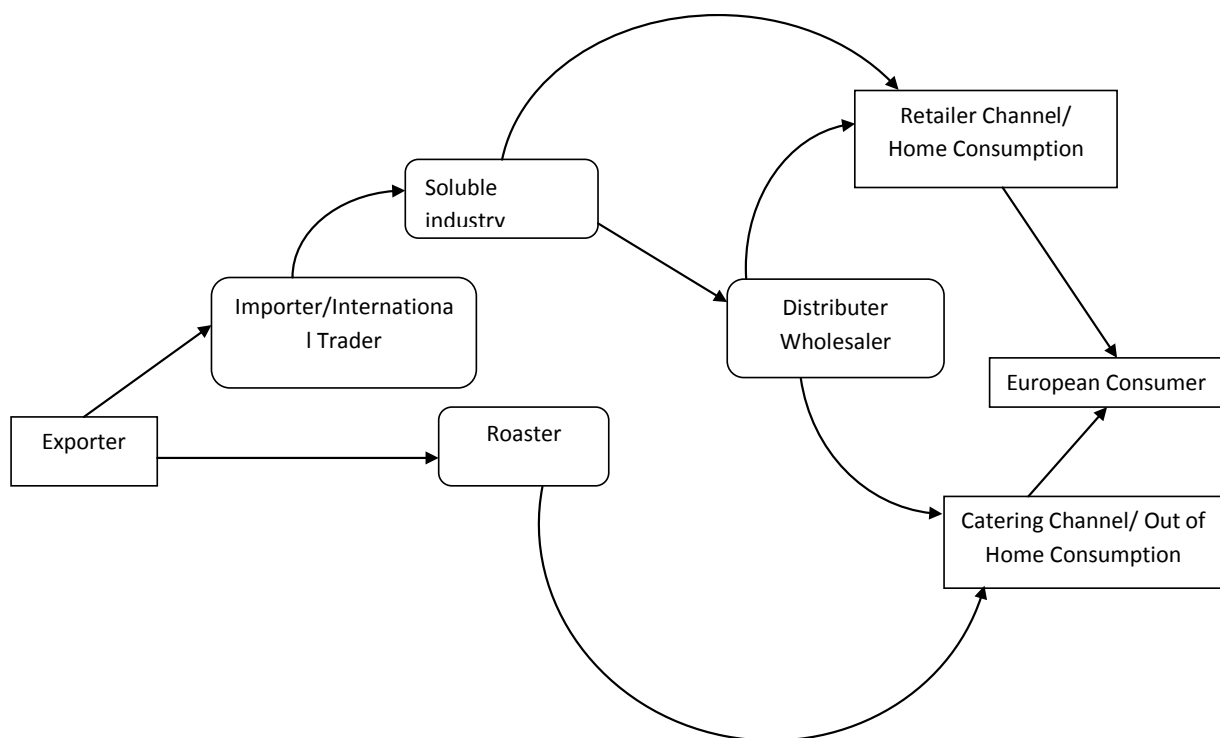 Retailer Channel/
Home Consumption
Soluble
industry
Importer/Internationa
l Trader
Distributer
Wholesaler
European Consumer
Exporter
Roaster
Catering Channel/ Out of
Home Consumption